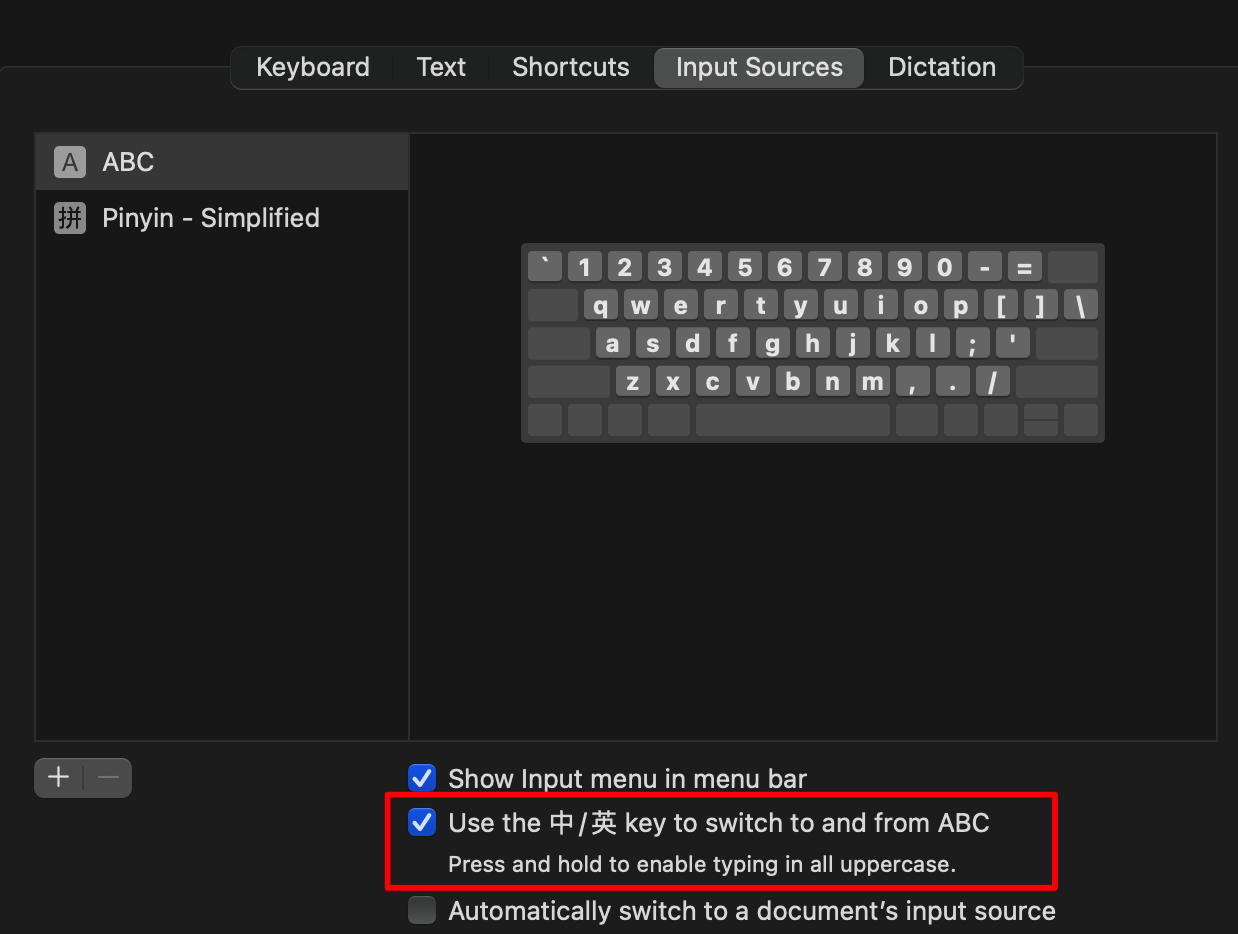 Keyboard Text Shortcuts Input Sources Dictation
A ABC
拼 Pinyin - Simplified
` 1 2 3 4 5 6 7 8 9 0 - =
q w e r t y u i o p [ ] \
a s d f g h j k l ; '
z x c v b n m , . /
+ −
Show Input menu in menu bar
Use the 中/英 key to switch to and from ABC
Press and hold to enable typing in all uppercase.
Automatically switch to a document’s input source